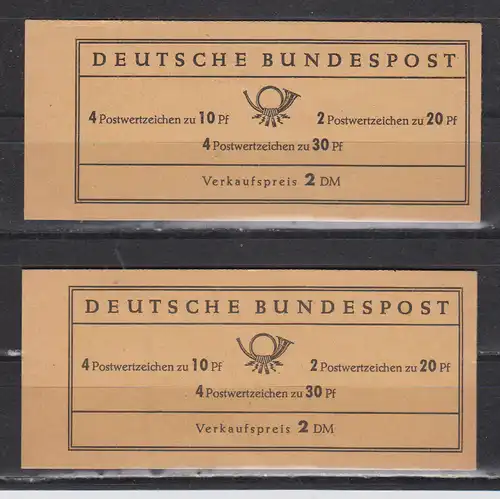 DEUTSCHE BUNDESPOST
4 Postwertzeichen zu 10 Pf 2 Postwertzeichen zu 20 Pf
4 Postwertzeichen zu 30 Pf
Verkaufspreis 2 DM
DEUTSCHE BUNDESPOST
4 Postwertzeichen zu 10 Pf 2 Postwertzeichen zu 20 Pf
4 Postwertzeichen zu 30 Pf
Verkaufspreis 2 DM